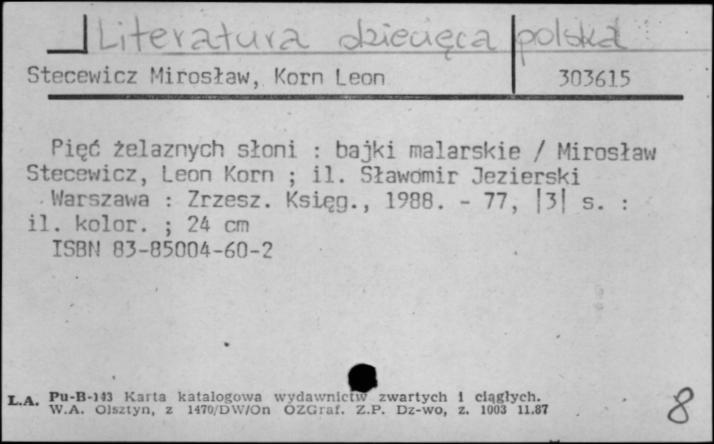 Literatura dziecięca polska
Stecewicz Mirosław, Korn Leon 303615
Pięć żelaznych słoni : bajki malarskie / Mirosław
Stecewicz, Leon Korn ; il. Sławomir Jezierski
Warszawa : Zrzesz. Księg., 1988. - 77, |3| s. :
il. kolor. ; 24 cm
ISBN 83-85004-60-2
L.A. Pu-B-143 Karta katalogowa wydawnictw zwartych i ciągłych.
W.A. Olsztyn, z 1470/DW/On OZGraf. Z.P. Dz-wo, z. 1003 11.87
8